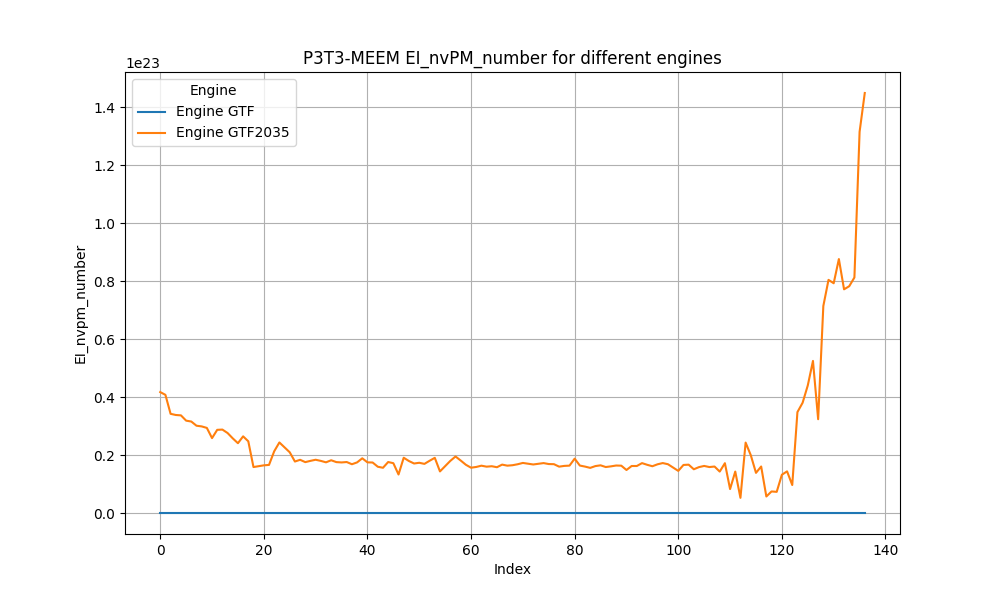 P3T3-MEEM EI_nvPM_number for different engines
1e23
Engine
Engine GTF
Engine GTF2035
1.4
1.2
1.0
0.8
0.6
0.4
0.2
0.0
EI_nvpm_number
0 20 40 60 80 100 120 140
Index